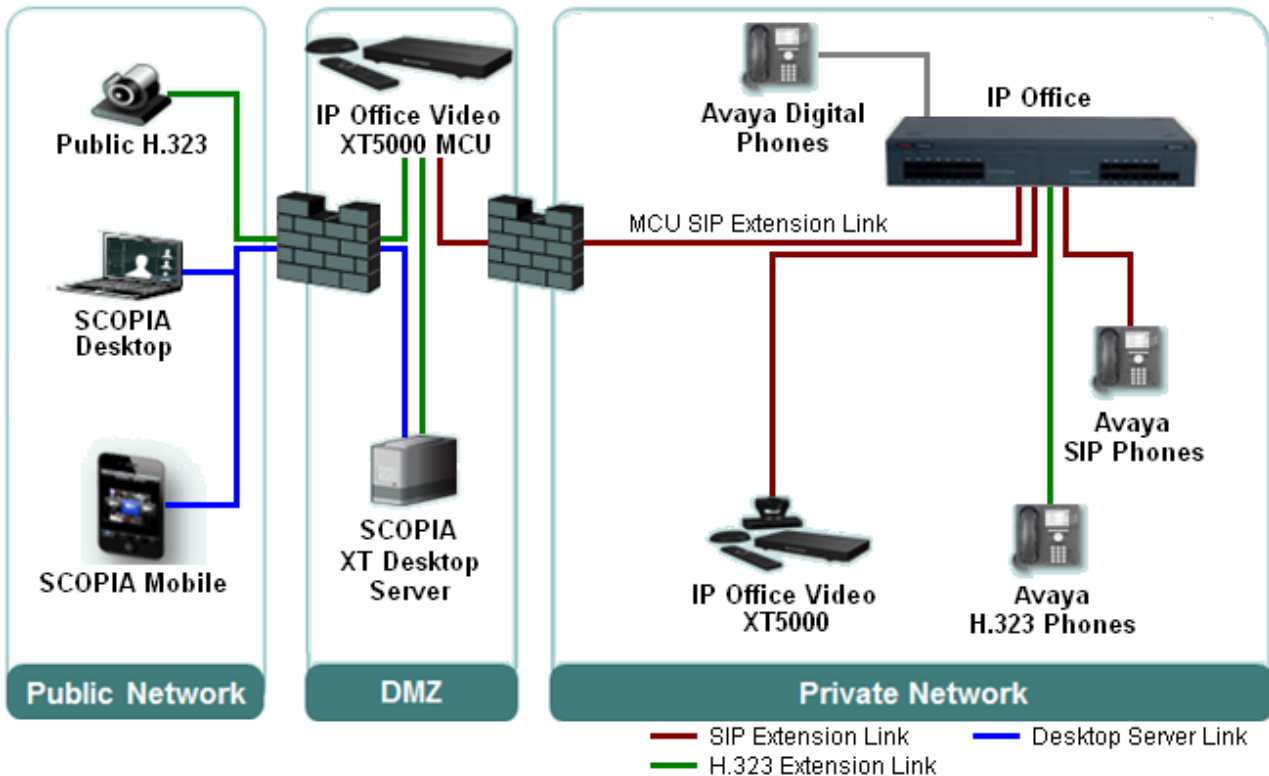 Public H.323
SCOPIA
Desktop
SCOPIA Mobile
Public Network
IP Office Video
XT5000 MCU
SCOPIA
XT Desktop
Server
DMZ
Avaya Digital
Phones
IP Office
MCU SIP Extension Link
Avaya
SIP Phones
IP Office Video
XT5000
Avaya
H.323 Phones
Private Network
SIP Extension Link
Desktop Server Link
H.323 Extension Link